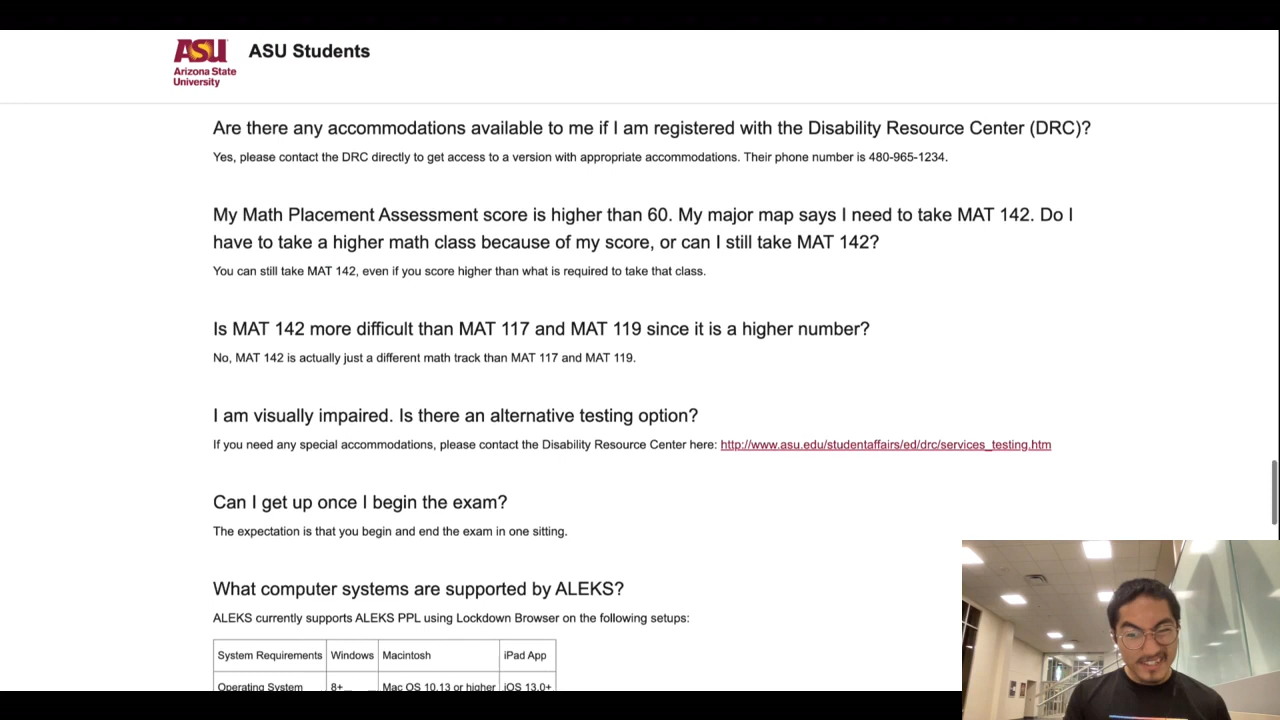 ASU
Arizona State
University
ASU Students
Are there any accommodations available to me if I am registered with the Disability Resource Center (DRC)?
Yes, please contact the DRC directly to get access to a version with appropriate accommodations. Their phone number is 480-965-1234.
My Math Placement Assessment score is higher than 60. My major map says I need to take MAT 142. Do I
have to take a higher math class because of my score, or can I still take MAT 142?
You can still take MAT 142, even if you score higher than what is required to take that class.
Is MAT 142 more difficult than MAT 117 and MAT 119 since it is a higher number?
No, MAT 142 is actually just a different math track than MAT 117 and MAT 119.
I am visually impaired. Is there an alternative testing option?
If you need any special accommodations, please contact the Disability Resource Center here: http://www.asu.edu/studentaffairs/ed/drc/services_testing.htm
Can I get up once I begin the exam?
The expectation is that you begin and end the exam in one sitting.
What computer systems are supported by ALEKS?
ALEKS currently supports ALEKS PPL using Lockdown Browser on the following setups:
System Requirements Windows Macintosh iPad App
Operating System 8+ Mac OS 10.13 or higher iOS 13.0+